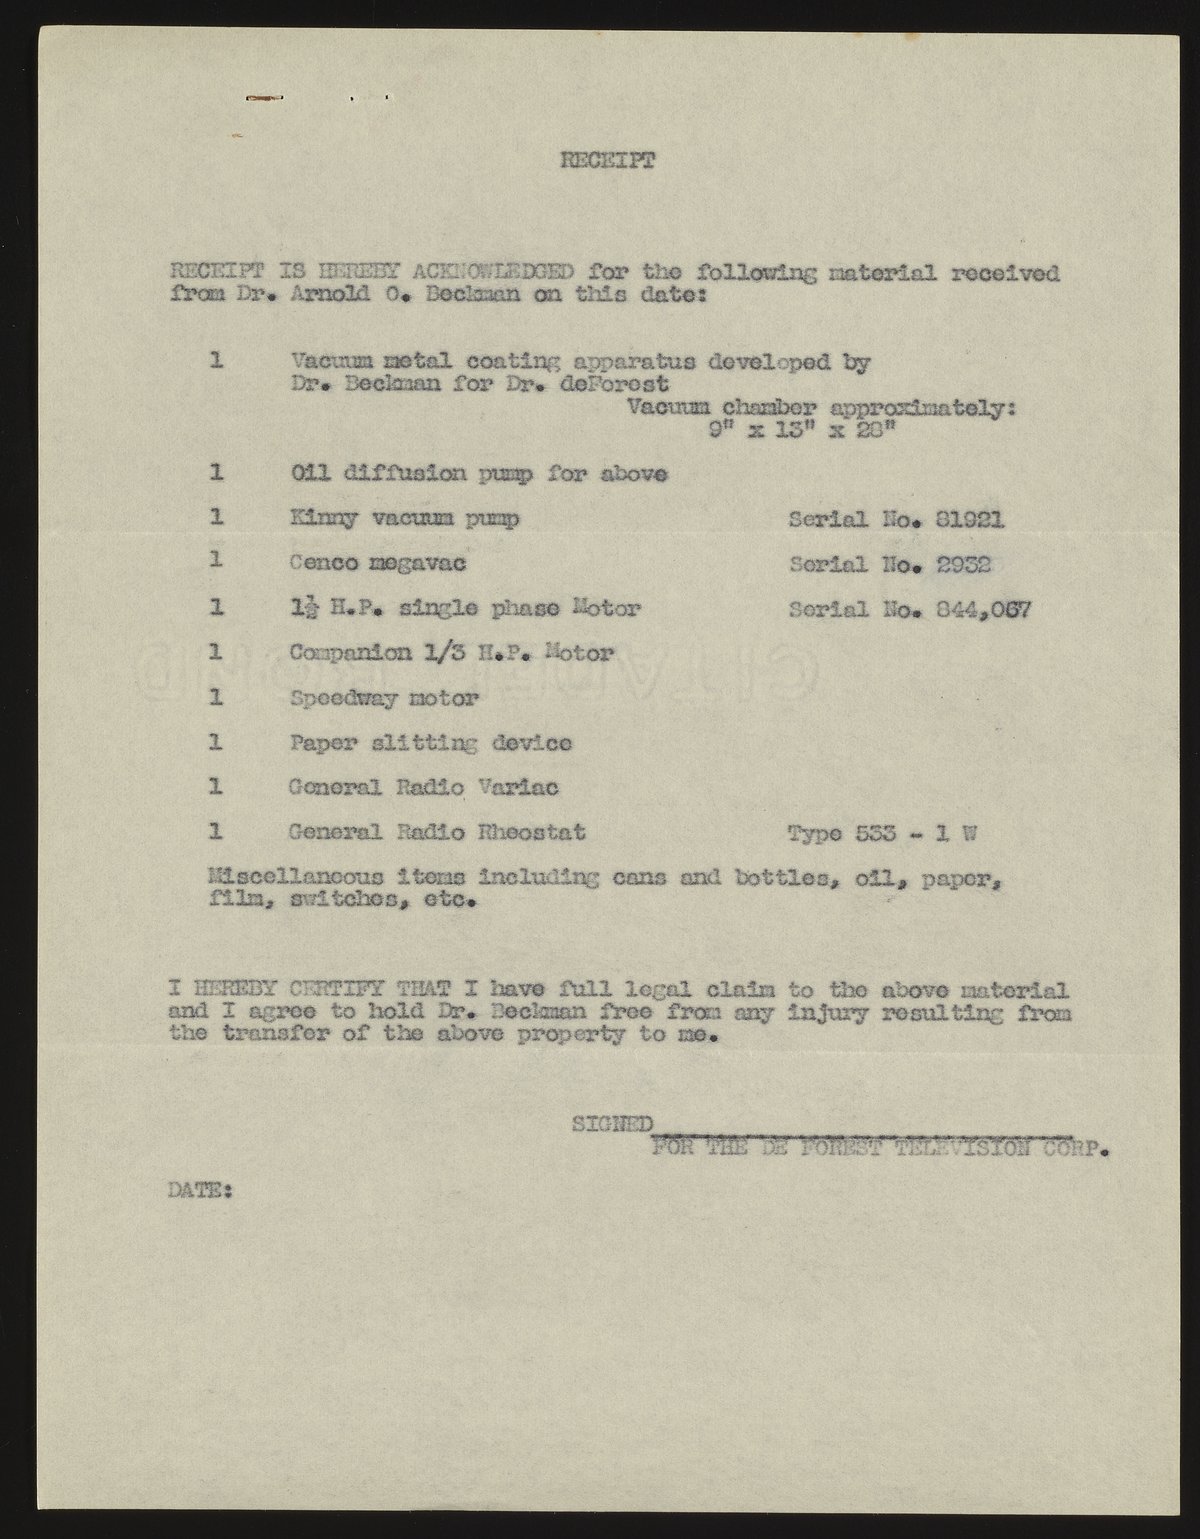 RECEIPT
RECEIPT IS HEREBY ACKNOWLEDGED for the following material received
from Dr. Arnold O. Beckman on this date:
1 Vacuum metal coating apparatus developed by
Dr. Beckman for Dr. deForest
Vacuum chamber approximately:
9" x 13" x 28"
1 Oil diffusion pump for above
1 Kinny vacuum pump Serial No. 81921
1 Cenco megavac Serial No. 2932
1 1½ H.P. single phase Motor Serial No. 844,067
1 Companion 1/3 H.P. Motor
1 Speedway motor
1 Paper slitting device
1 General Radio Variac
1 General Radio Rheostat Type 533 - 1 W
Miscellaneous items including cans and bottles, oil, paper,
film, switches, etc.
I HEREBY CERTIFY THAT I have full legal claim to the above material
and I agree to hold Dr. Beckman free from any injury resulting from
the transfer of the above property to me.
SIGNED
FOR THE DE FOREST TELEVISION CORP.
DATE: